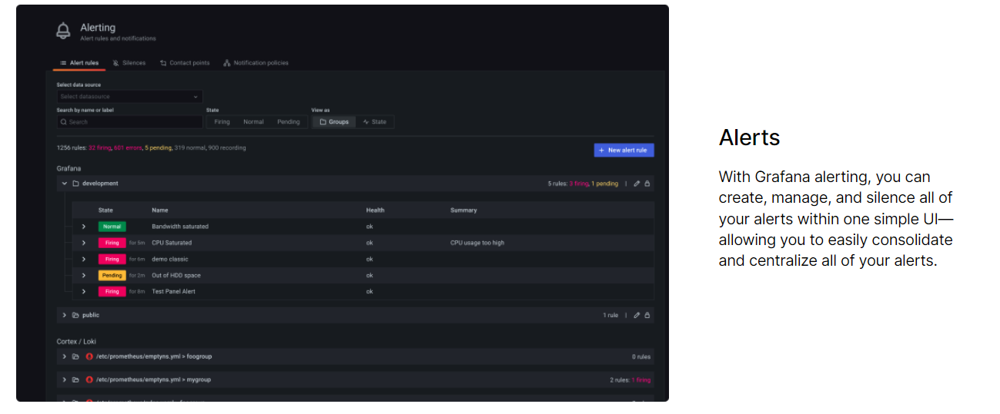 Alerting
Alert rules and notifications
Alert rules Silences Contact points Notification policies
Select data source
Select datasource
Search by name or label State View as
Search Firing Normal Pending Groups State
1256 rules: 32 firing, 601 errors, 5 pending, 319 normal, 900 recording
+ New alert rule
Grafana
development 5 rules: 3 firing, 1 pending
State Name Health Summary
Normal Bandwidth saturated ok
Firing for 5m CPU Saturated ok CPU usage too high
Firing for 6m demo classic ok
Pending for 2m Out of HDD space ok
Firing for 8m Test Panel Alert ok
public 1 rule
Cortex / Loki
/etc/prometheus/emptyns.yml > foogroup 0 rules
/etc/prometheus/emptyns.yml > mygroup 2 rules: 1 firing
Alerts
With Grafana alerting, you can
create, manage, and silence all of
your alerts within one simple UI—
allowing you to easily consolidate
and centralize all of your alerts.